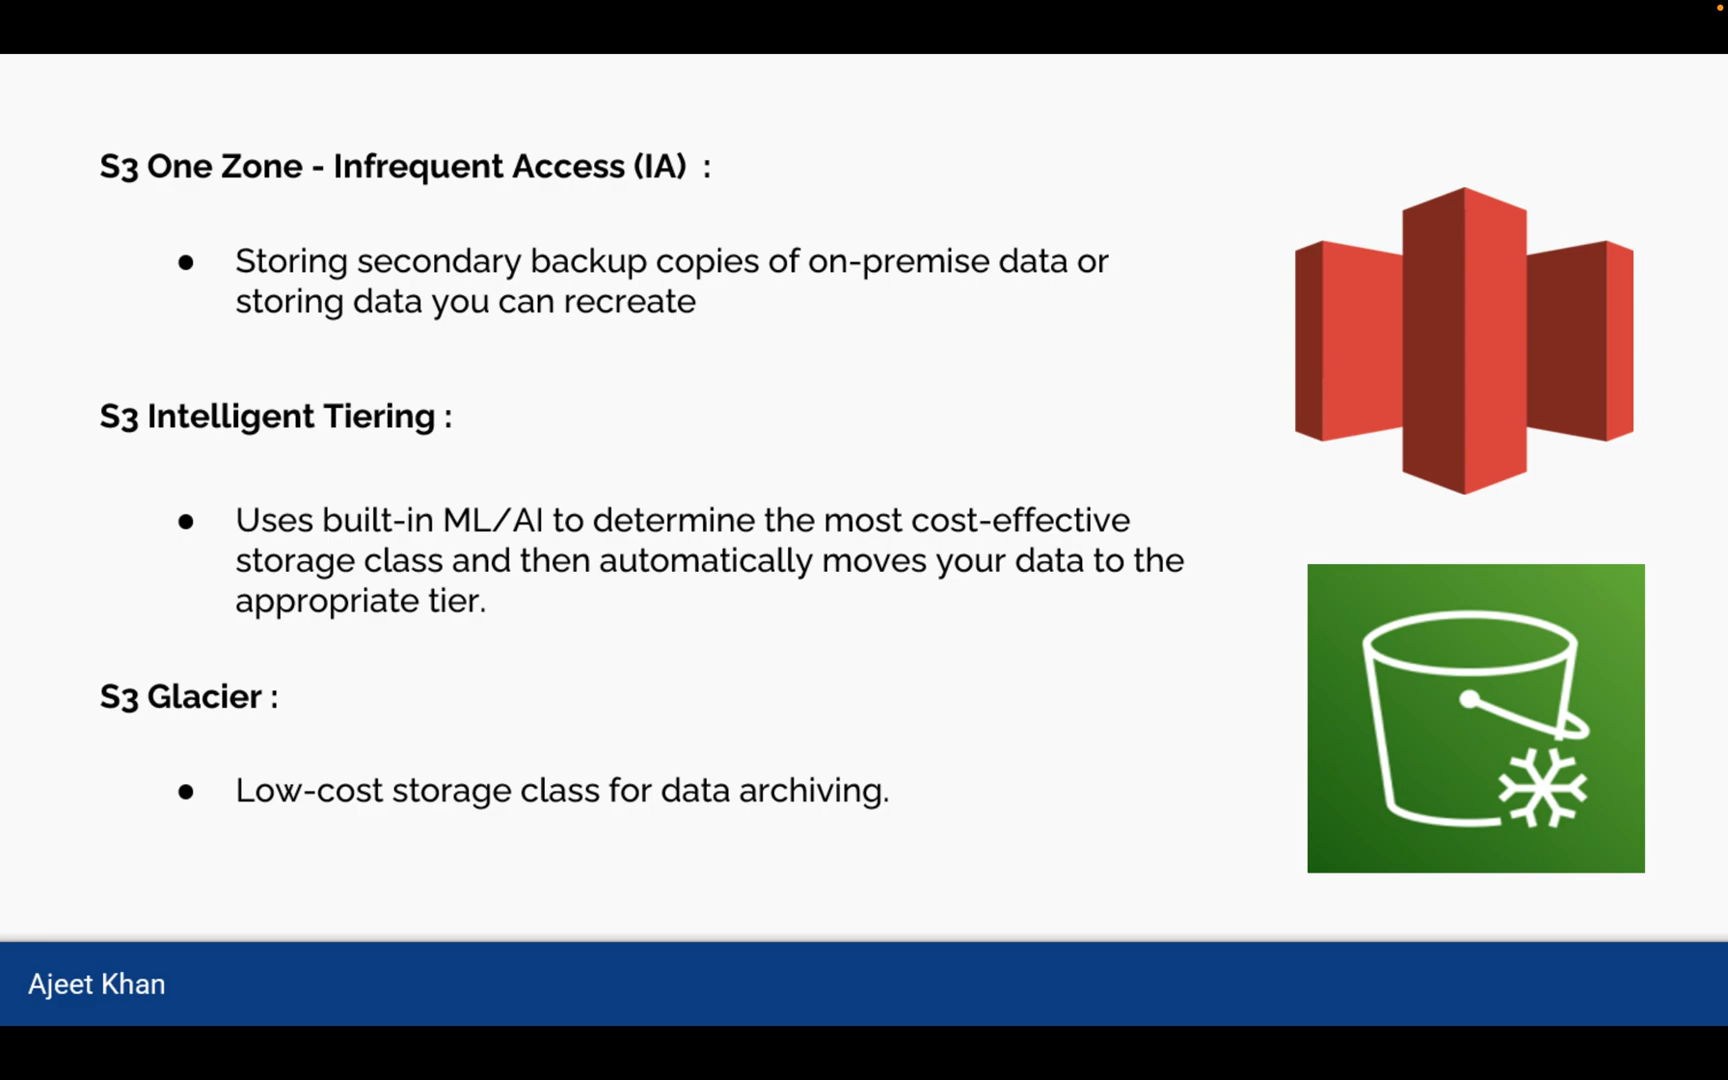 S3 One Zone - Infrequent Access (IA) :
● Storing secondary backup copies of on-premise data or
storing data you can recreate
S3 Intelligent Tiering :
● Uses built-in ML/AI to determine the most cost-effective
storage class and then automatically moves your data to the
appropriate tier.
S3 Glacier :
● Low-cost storage class for data archiving.
Ajeet Khan